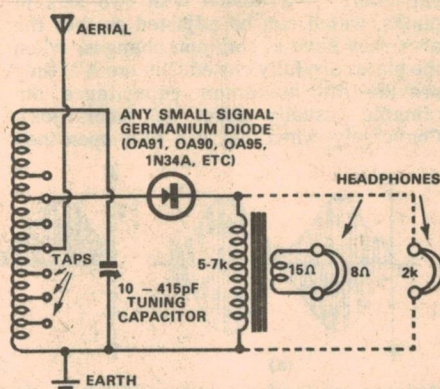 AERIAL
ANY SMALL SIGNAL
GERMANIUM DIODE
(OA91, OA90, OA95,
1N34A, ETC)
HEADPHONES
TAPS
5-7k
15Ω
8Ω
2k
10 – 415pF
TUNING
CAPACITOR
EARTH